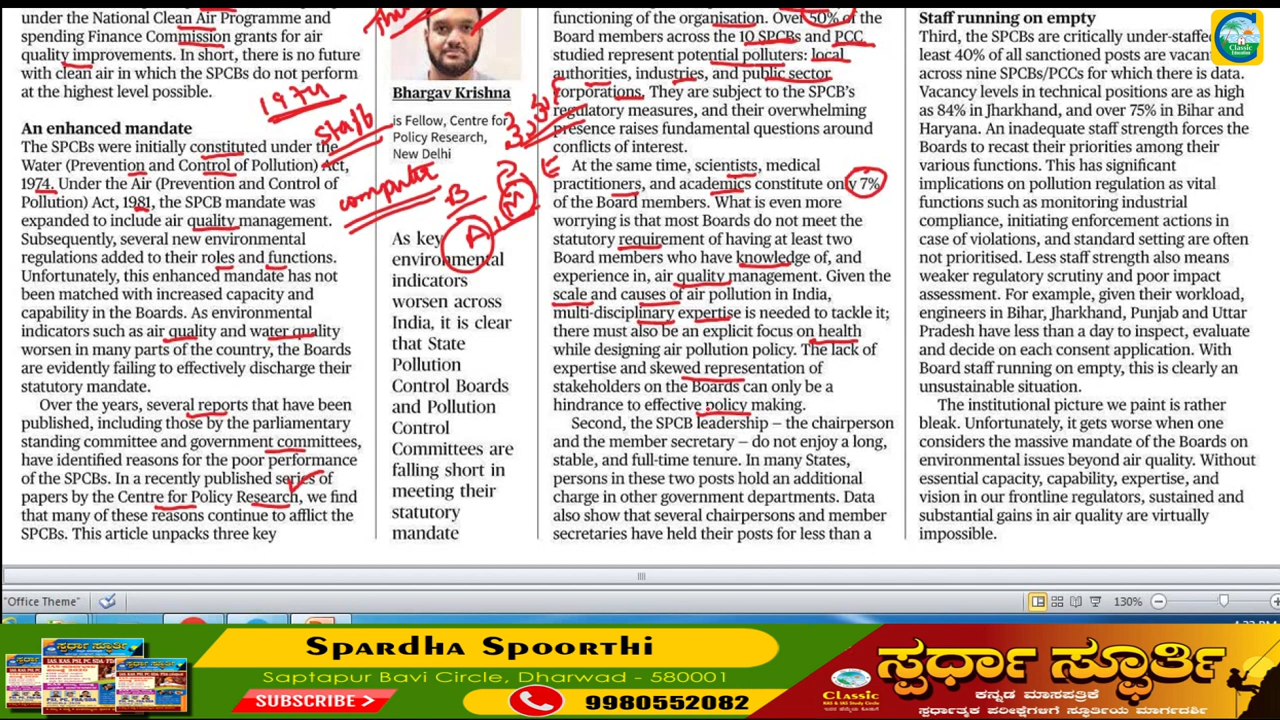 under the National Clean Air Programme and
spending Finance Commission grants for air
quality improvements. In short, there is no future
with clean air in which the SPCBs do not perform
at the highest level possible.
1974
An enhanced mandate
The SPCBs were initially constituted under the
Water (Prevention and Control of Pollution) Act,
1974. Under the Air (Prevention and Control of
Pollution) Act, 1981, the SPCB mandate was
expanded to include air quality management.
Subsequently, several new environmental
regulations added to their roles and functions.
Unfortunately, this enhanced mandate has not
been matched with increased capacity and
capability in the Boards. As environmental
indicators such as air quality and water quality
worsen in many parts of the country, the Boards
are evidently failing to effectively discharge their
statutory mandate.
Over the years, several reports that have been
published, including those by the parliamentary
standing committee and government committees,
have identified reasons for the poor performance
of the SPCBs. In a recently published series of
papers by the Centre for Policy Research, we find
that many of these reasons continue to afflict the
SPCBs. This article unpacks three key
Bhargav Krishna
is Fellow, Centre for
Policy Research,
New Delhi
Staff
computer
B
A
M
E
As key
environmental
indicators
worsen across
India, it is clear
that State
Pollution
Control Boards
and Pollution
Control
Committees are
falling short in
meeting their
statutory
mandate
functioning of the organisation. Over 50% of the
Board members across the 10 SPCBs and PCC
studied represent potential polluters: local
authorities, industries, and public sector
corporations. They are subject to the SPCB's
regulatory measures, and their overwhelming
presence raises fundamental questions around
conflicts of interest.
At the same time, scientists, medical
practitioners, and academics constitute only 7%
of the Board members. What is even more
worrying is that most Boards do not meet the
statutory requirement of having at least two
Board members who have knowledge of, and
experience in, air quality management. Given the
scale and causes of air pollution in India,
multi-disciplinary expertise is needed to tackle it;
there must also be an explicit focus on health
while designing air pollution policy. The lack of
expertise and skewed representation of
stakeholders on the Boards can only be a
hindrance to effective policy making.
Second, the SPCB leadership – the chairperson
and the member secretary – do not enjoy a long,
stable, and full-time tenure. In many States,
persons in these two posts hold an additional
charge in other government departments. Data
also show that several chairpersons and member
secretaries have held their posts for less than a
Staff running on empty
Third, the SPCBs are critically under-staffed
least 40% of all sanctioned posts are vacant
across nine SPCBs/PCCs for which there is data.
Vacancy levels in technical positions are as high
as 84% in Jharkhand, and over 75% in Bihar and
Haryana. An inadequate staff strength forces the
Boards to recast their priorities among their
various functions. This has significant
implications on pollution regulation as vital
functions such as monitoring industrial
compliance, initiating enforcement actions in
case of violations, and standard setting are often
not prioritised. Less staff strength also means
weaker regulatory scrutiny and poor impact
assessment. For example, given their workload,
engineers in Bihar, Jharkhand, Punjab and Uttar
Pradesh have less than a day to inspect, evaluate
and decide on each consent application. With
Board staff running on empty, this is clearly an
unsustainable situation.
The institutional picture we paint is rather
bleak. Unfortunately, it gets worse when one
considers the massive mandate of the Boards on
environmental issues beyond air quality. Without
essential capacity, capability, expertise, and
vision in our frontline regulators, sustained and
substantial gains in air quality are virtually
impossible.
Classic
Education
"Office Theme"
130%
Spardha Spoorthi
Saptapur Bavi Circle, Dharwad - 580001
SUBSCRIBE
9980552082
ಸ್ಪರ್ಧಾ ಸ್ಫೂರ್ತಿ
ಕನ್ನಡ ಮಾಸಪತ್ರಿಕೆ
ಸ್ಪರ್ಧಾತ್ಮಕ ಪರೀಕ್ಷೆಗಳಿಗೆ ಸ್ಫೂರ್ತಿಯ ಮಾರ್ಗದರ್ಶಿ
Classic
KAS & IAS Study Circle